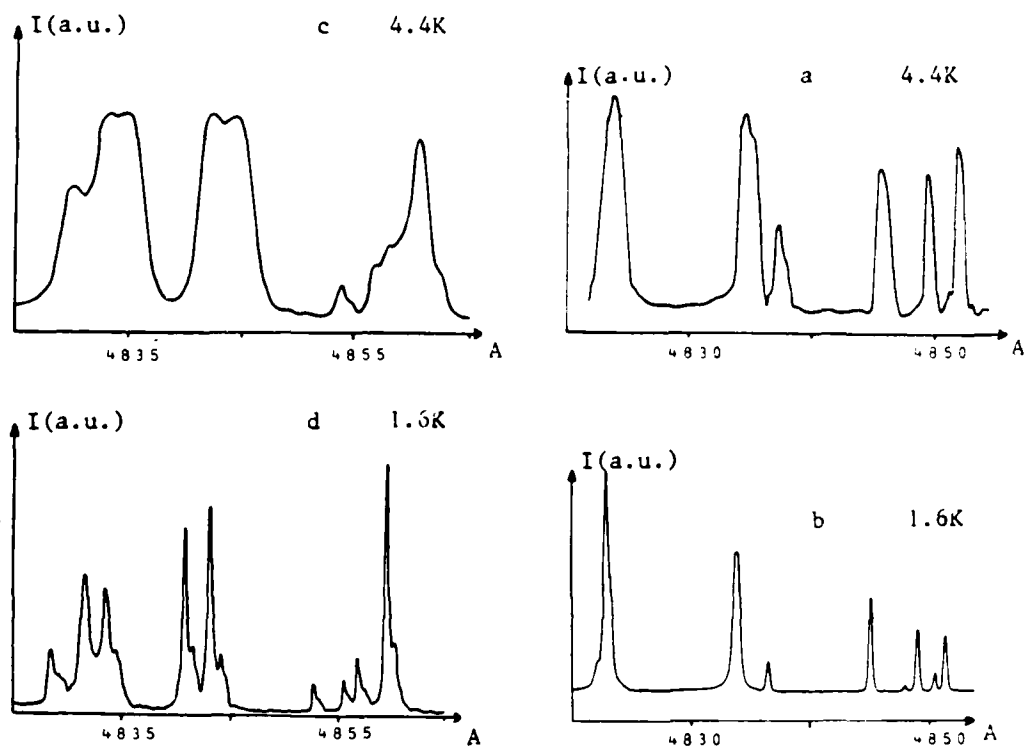 I(a.u.) c 4.4K
4835 4855 A
I(a.u.) a 4.4K
4830 4850 A
I(a.u.) d 1.6K
4835 4855 A
I(a.u.) b 1.6K
4830 4850 A